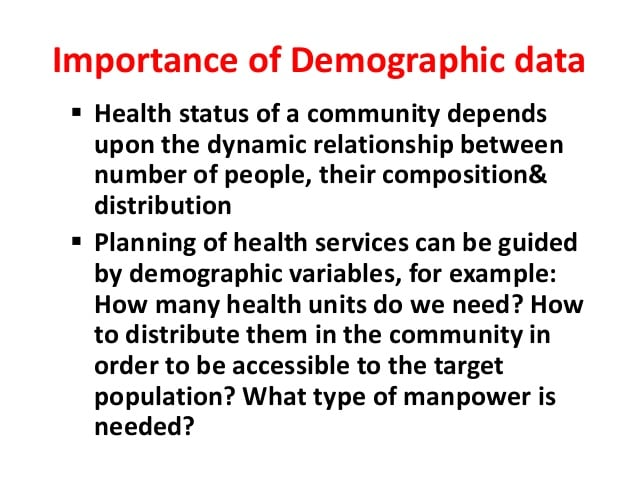 Importance of Demographic data
▪ Health status of a community depends
upon the dynamic relationship between
number of people, their composition&
distribution
▪ Planning of health services can be guided
by demographic variables, for example:
How many health units do we need? How
to distribute them in the community in
order to be accessible to the target
population? What type of manpower is
needed?